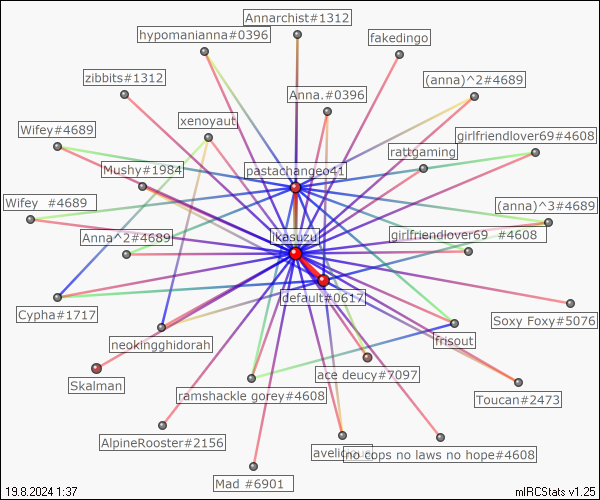 Annarchist#1312
hypomanianna#0396
fakedingo
zibbits#1312
(anna)^2#4689
Anna.#0396
xenoyaut
Wifey#4689
girlfriendlover69#4608
rattgaming
Mushy#1984
pastachangeo41
Wifey #4689
(anna)^3#4689
ikasuzu
girlfriendlover69 #4608
Anna^2#4689
default#0617
Cypha#1717
Soxy Foxy#5076
neokingghidorah
frisout
ace deucy#7097
Skalman
ramshackle gorey#4608
Toucan#2473
AlpineRooster#2156
no cops no laws no hope#4608
Mad #6901
19.8.2024 1:37
mIRCStats v1.25